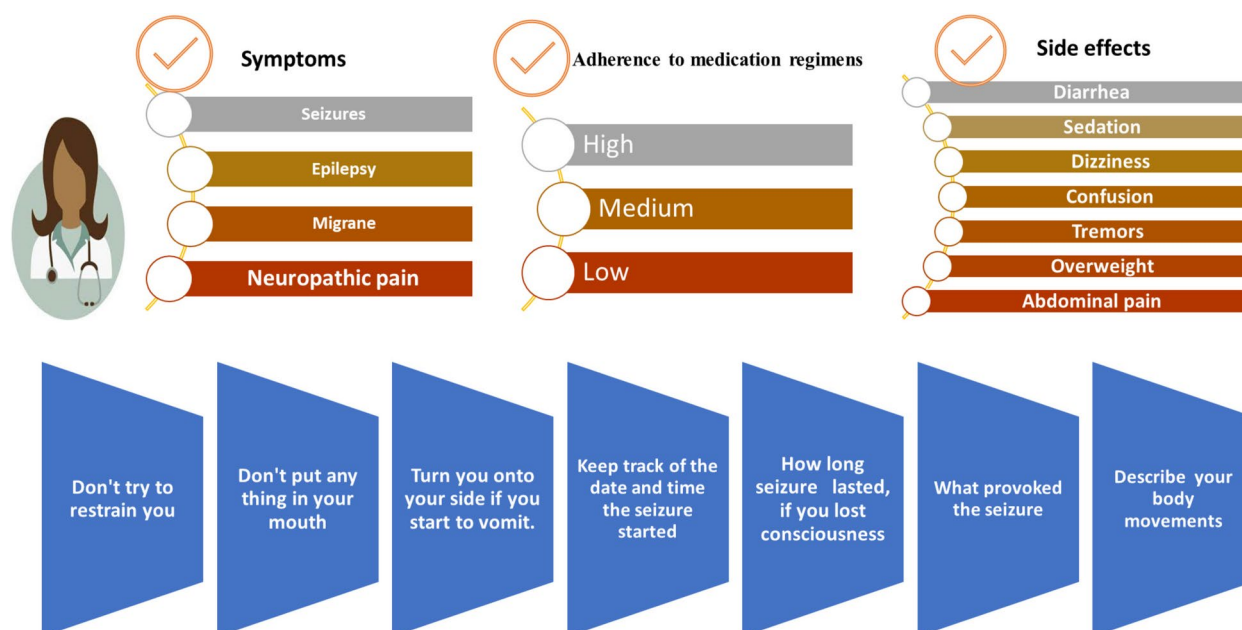 Symptoms
Seizures
Epilepsy
Migrane
Neuropathic pain
Adherence to medication regimens
High
Medium
Low
Side effects
Diarrhea
Sedation
Dizziness
Confusion
Tremors
Overweight
Abdominal pain
Don't try to
restrain you
Don't put any
thing in your
mouth
Turn you onto
your side if you
start to vomit.
Keep track of the
date and time
the seizure
started
How long
seizure lasted,
if you lost
consciousness
What provoked
the seizure
Describe your
body
movements